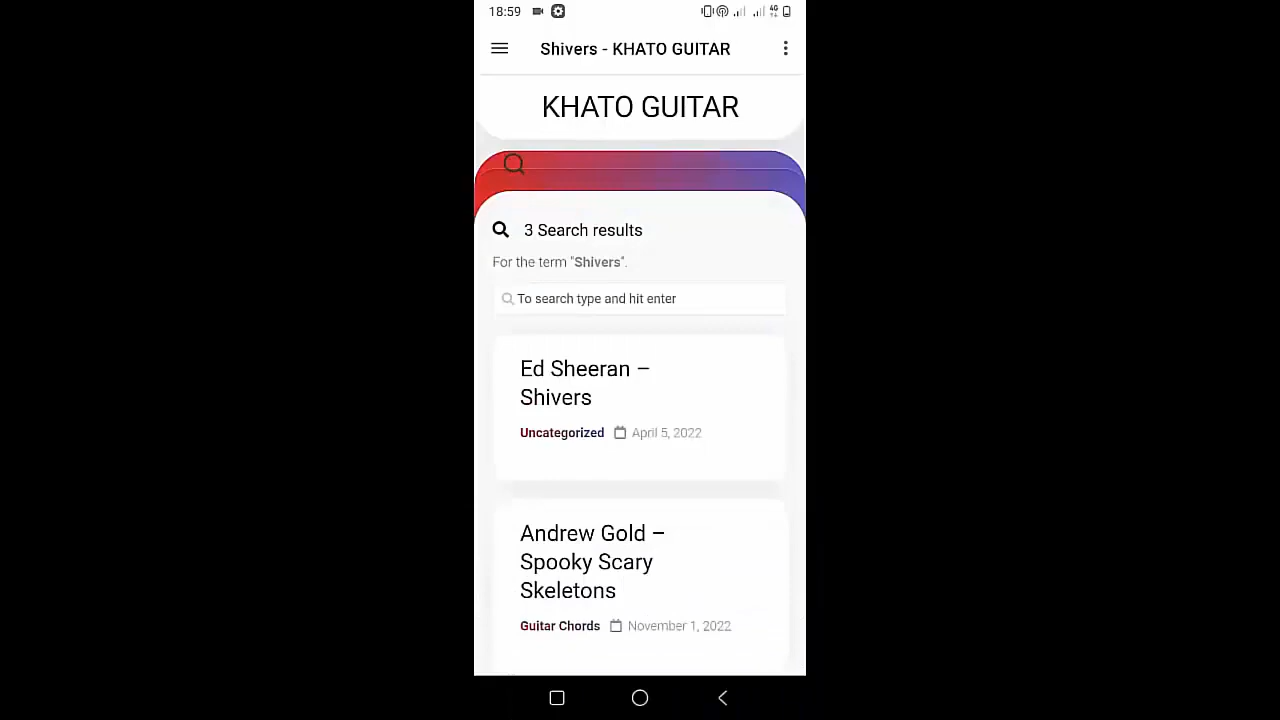 18:59
4G
Shivers - KHATO GUITAR
KHATO GUITAR
3 Search results
For the term "Shivers".
To search type and hit enter
Ed Sheeran –
Shivers
Uncategorized April 5, 2022
Andrew Gold –
Spooky Scary
Skeletons
Guitar Chords November 1, 2022